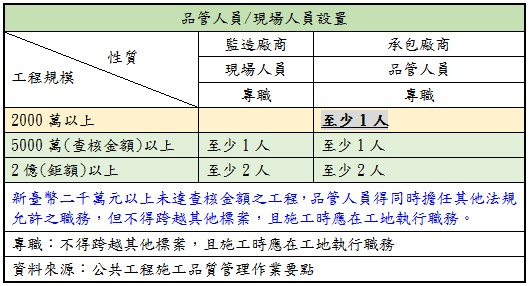 品管人員/現場人員設置
性質 監造廠商 承包廠商
工程規模 現場人員 品管人員
專職 專職
2000 萬以上 至少 1 人
5000 萬(查核金額)以上 至少 1 人 至少 1 人
2 億(鉅額)以上 至少 2 人 至少 2 人
新臺幣二千萬元以上未達查核金額之工程，品管人員得同時擔任其他法規
允許之職務，但不得跨越其他標案，且施工時應在工地執行職務。
專職：不得跨越其他標案，且施工時應在工地執行職務
資料來源：公共工程施工品質管理作業要點